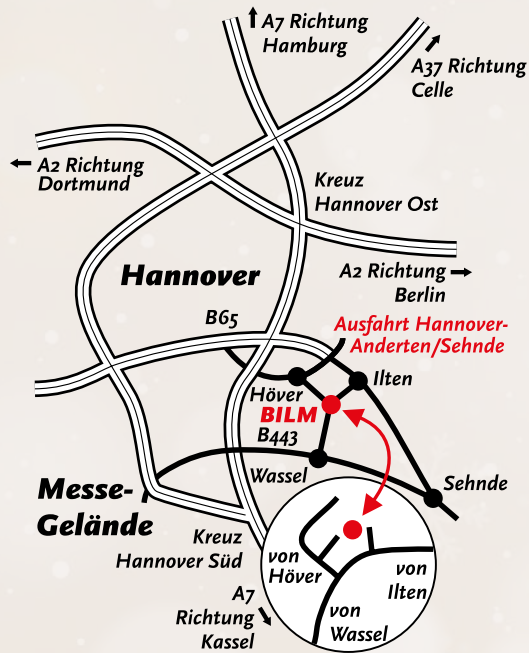 A7 Richtung
Hamburg
A37 Richtung
Celle
A2 Richtung
Dortmund
Kreuz
Hannover Ost
Hannover
A2 Richtung
Berlin
B65
Ausfahrt Hannover-
Anderten/Sehnde
Höver
Ilten
BILM
B443
Wassel
Sehnde
Messe-
Gelände
Kreuz
Hannover Süd
von
Höver
von
Ilten
von
Wassel
A7
Richtung
Kassel